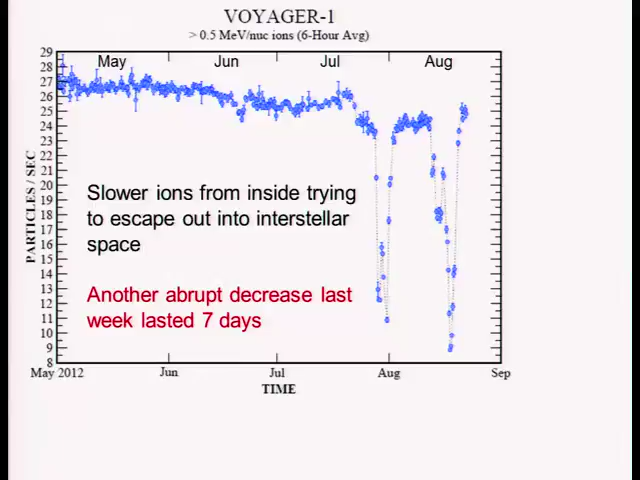 VOYAGER-1
> 0.5 MeV/nuc ions (6-Hour Avg)
May Jun Jul Aug
29
28
27
26
25
24
23
22
21
20
19
18
17
16
15
14
13
12
11
10
9
8
PARTICLES / SEC
Slower ions from inside trying
to escape out into interstellar
space
Another abrupt decrease last
week lasted 7 days
May 2012 Jun Jul Aug Sep
TIME